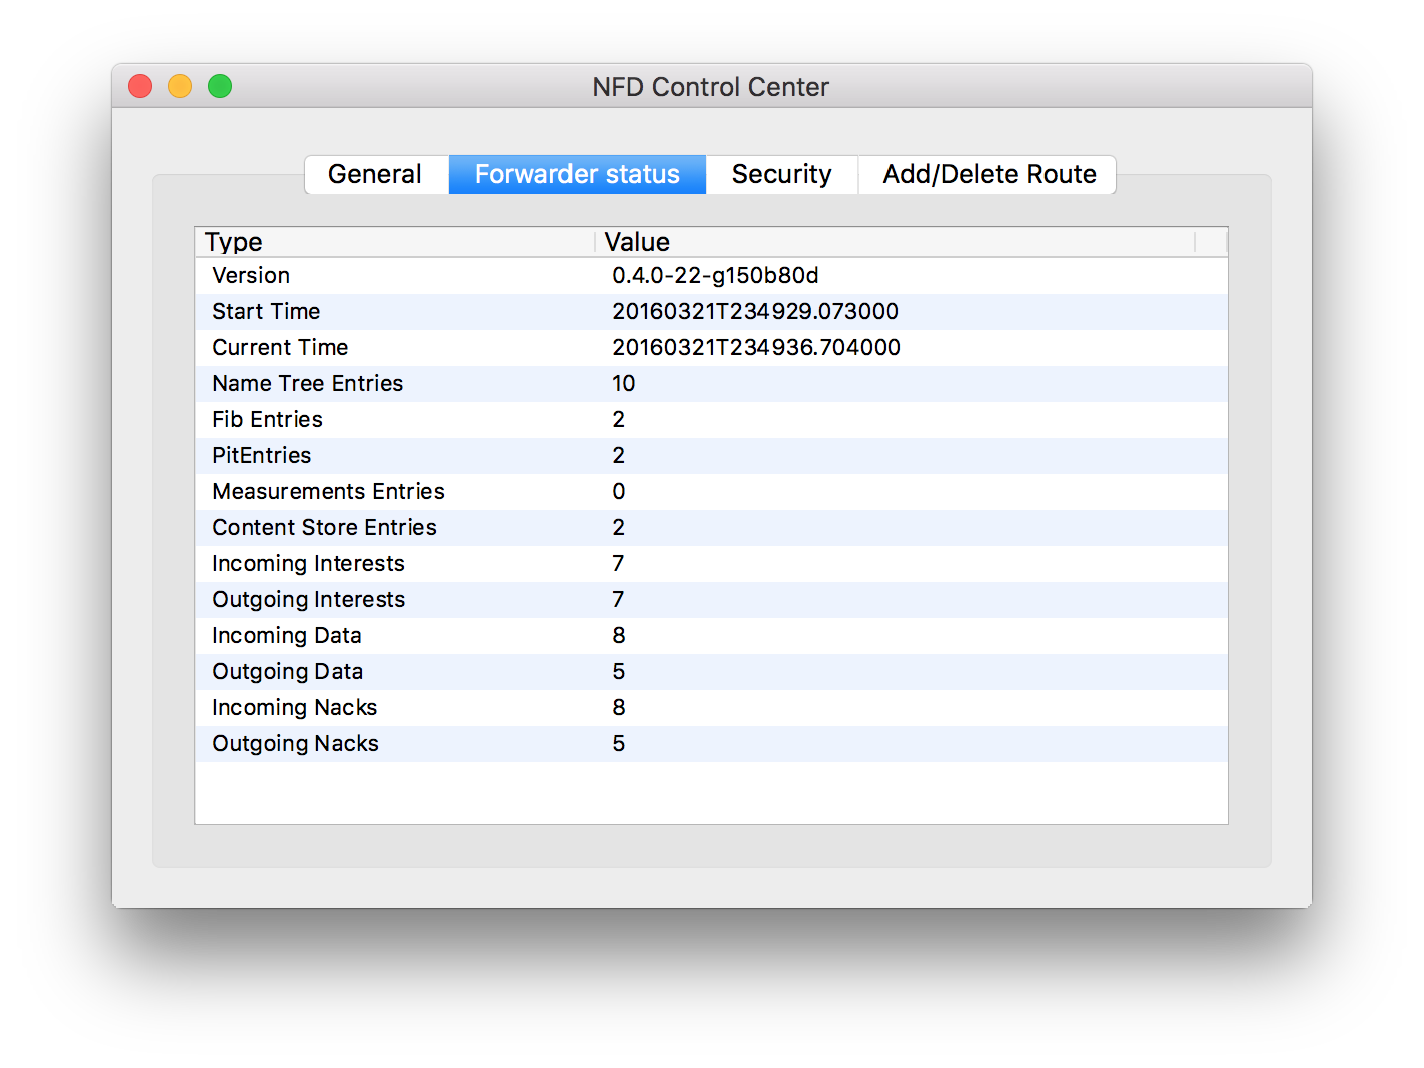 NFD Control Center
General Forwarder status Security Add/Delete Route
Type Value
Version 0.4.0-22-g150b80d
Start Time 20160321T234929.073000
Current Time 20160321T234936.704000
Name Tree Entries 10
Fib Entries 2
PitEntries 2
Measurements Entries 0
Content Store Entries 2
Incoming Interests 7
Outgoing Interests 7
Incoming Data 8
Outgoing Data 5
Incoming Nacks 8
Outgoing Nacks 5